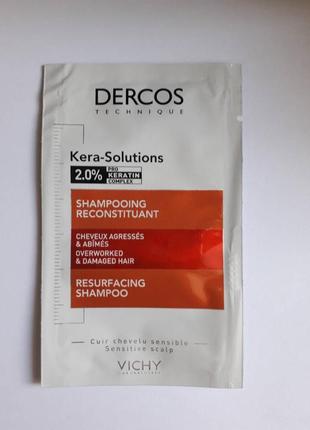 DERCOS
TECHNIQUE
Kera-Solutions
2.0% PRO KERATIN COMPLEX
SHAMPOOING
RECONSTITUANT
CHEVEUX AGRESSÉS
& ABÎMÉS
OVERWORKED
& DAMAGED HAIR
RESURFACING
SHAMPOO
Cuir chevelu sensible
Sensitive scalp
VICHY
LABORATOIRES